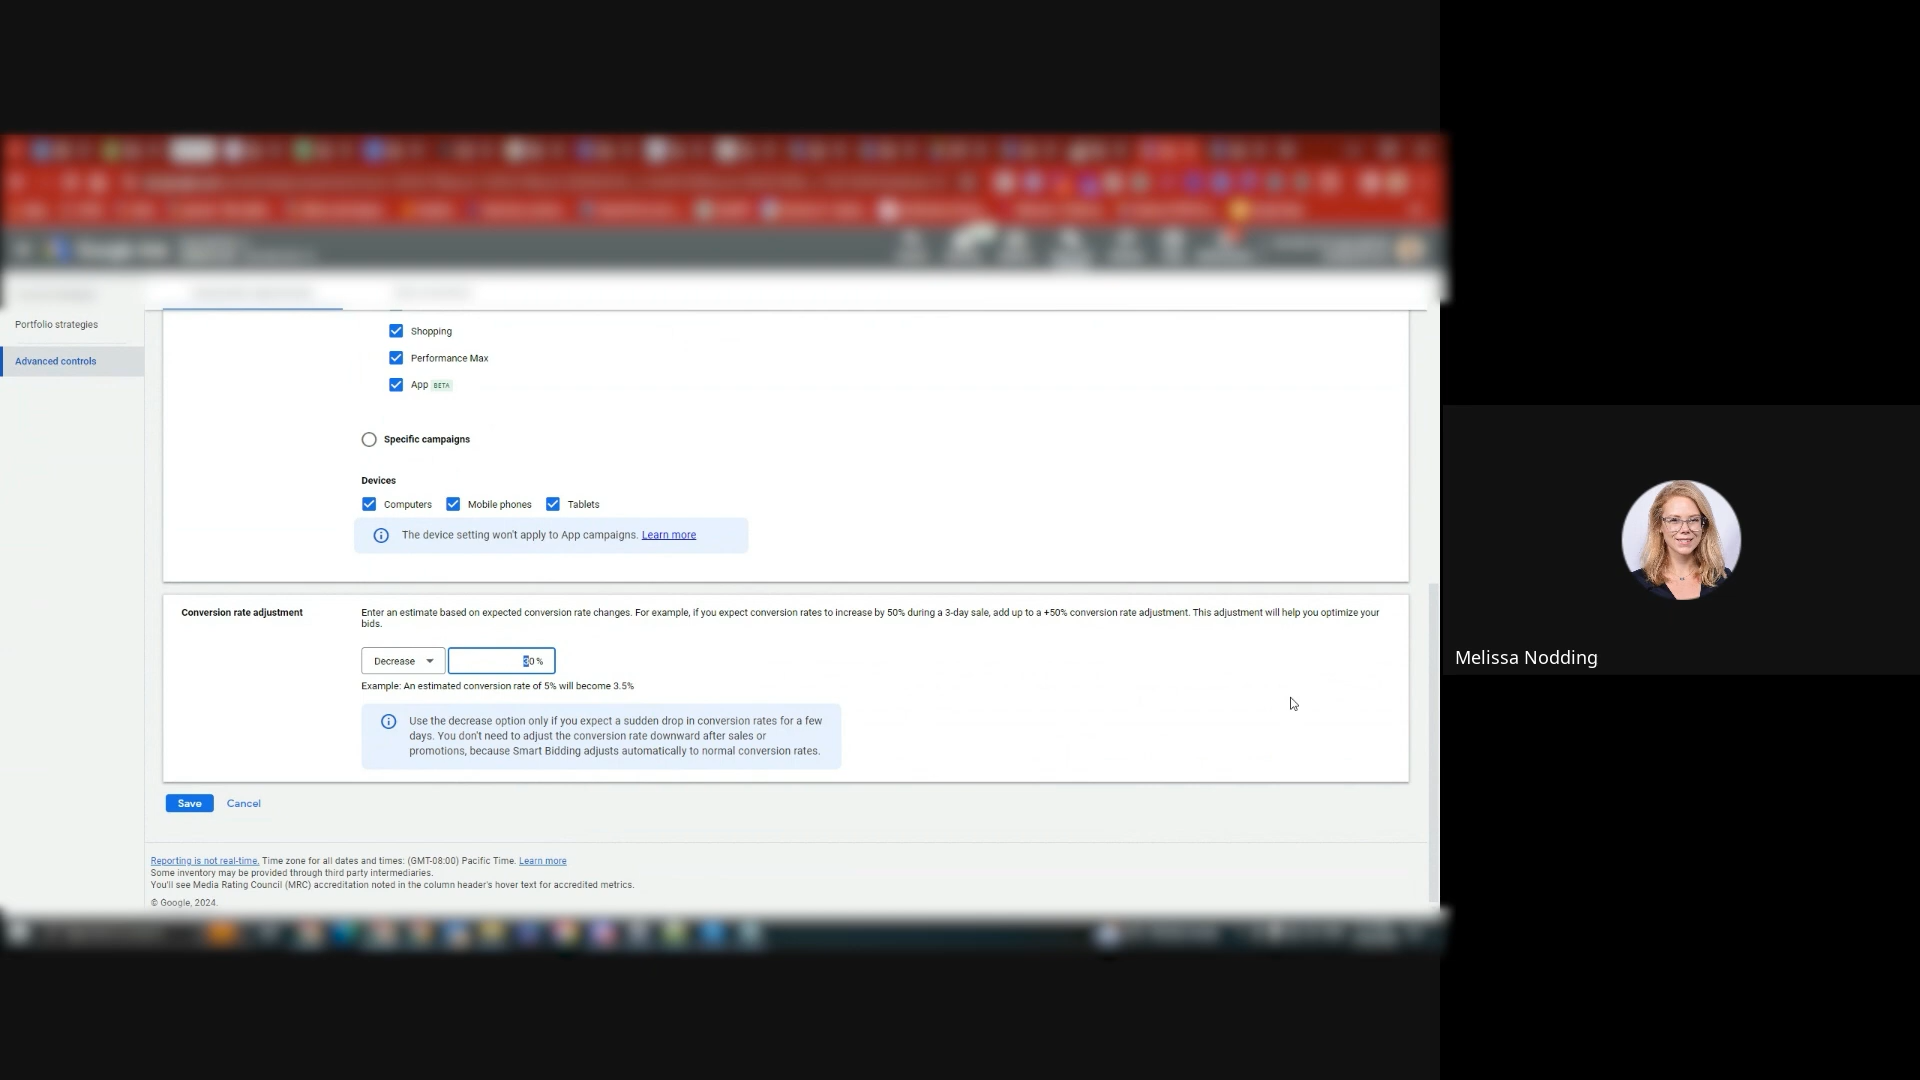 Portfolio strategies
Advanced controls
Shopping
Performance Max
App BETA
Specific campaigns
Devices
Computers Mobile phones Tablets
The device setting won't apply to App campaigns. Learn more
Conversion rate adjustment
Enter an estimate based on expected conversion rate changes. For example, if you expect conversion rates to increase by 50% during a 3-day sale, add up to a +50% conversion rate adjustment. This adjustment will help you optimize your
bids.
Decrease 30 %
Example: An estimated conversion rate of 5% will become 3.5%
Use the decrease option only if you expect a sudden drop in conversion rates for a few
days. You don't need to adjust the conversion rate downward after sales or
promotions, because Smart Bidding adjusts automatically to normal conversion rates.
Save Cancel
Reporting is not real-time. Time zone for all dates and times: (GMT-08:00) Pacific Time. Learn more
Some inventory may be provided through third party intermediaries.
You'll see Media Rating Council (MRC) accreditation noted in the column header's hover text for accredited metrics.
© Google, 2024.
Melissa Nodding